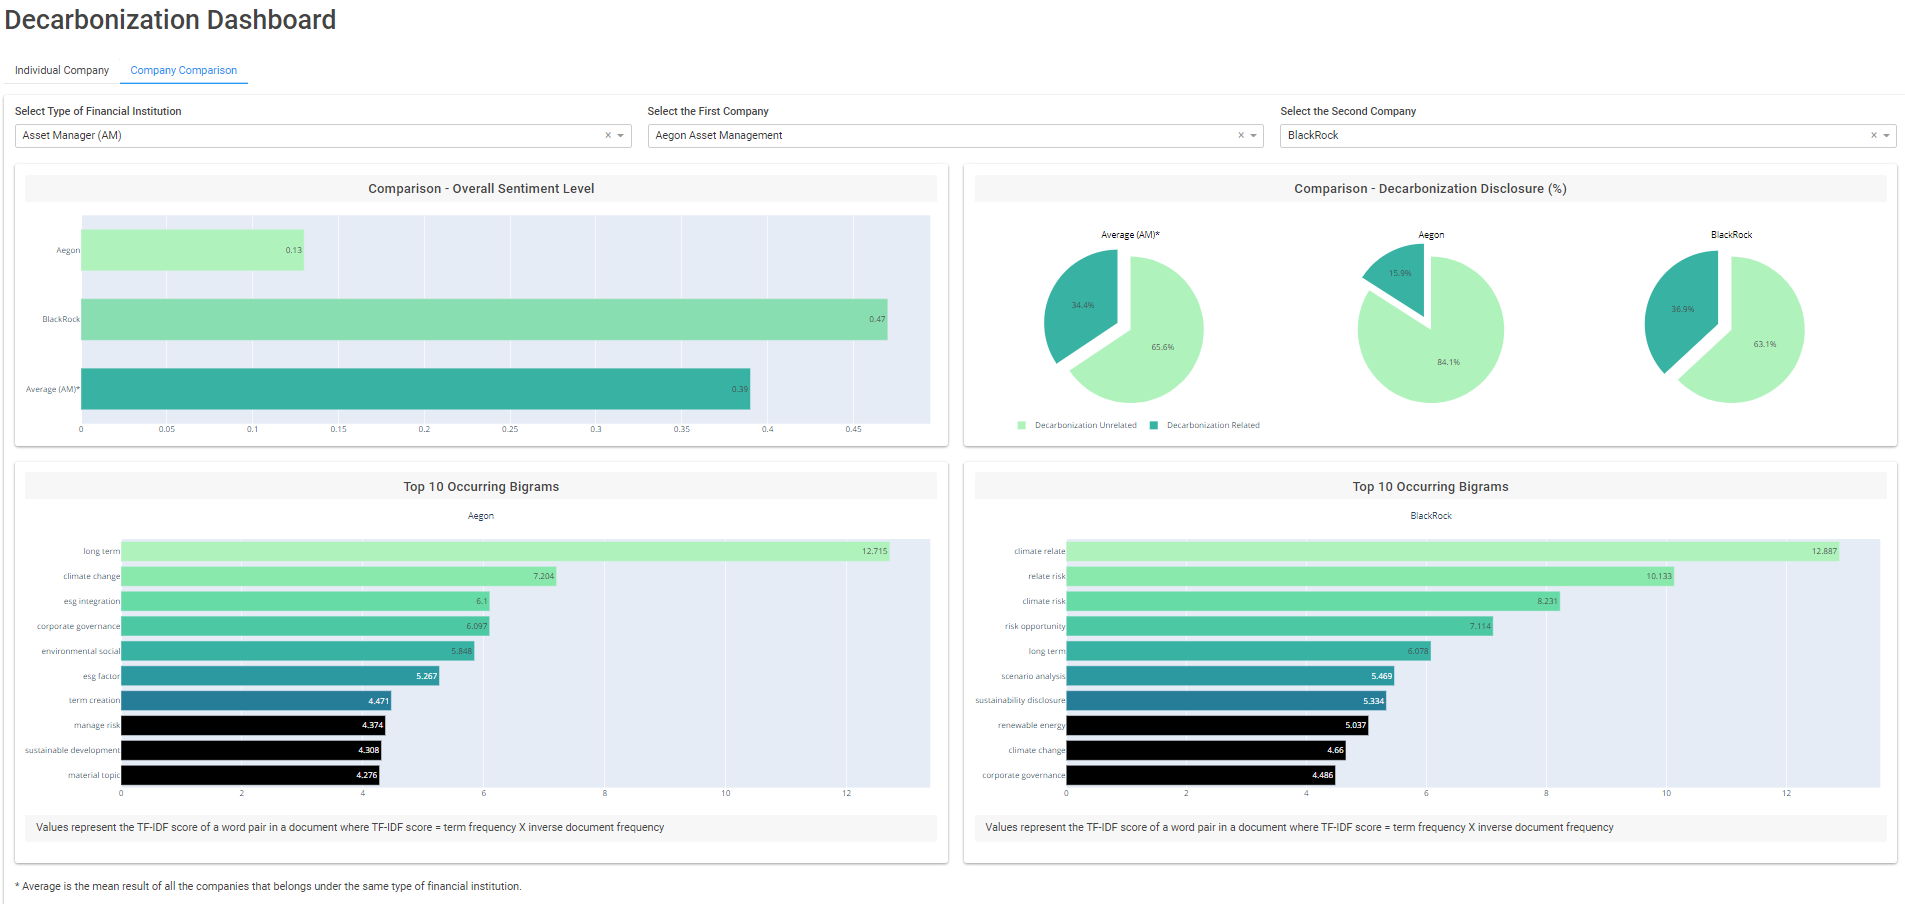 Decarbonization Dashboard
Individual Company Company Comparison
Select Type of Financial Institution
Asset Manager (AM)
Select the First Company
Aegon Asset Management
Select the Second Company
BlackRock
Comparison - Overall Sentiment Level
Aegon 0.13
BlackRock 0.47
Average (AM)* 0.39
0 0.05 0.1 0.15 0.2 0.25 0.3 0.35 0.4 0.45
Comparison - Decarbonization Disclosure (%)
Average (AM)*
34.4%
65.6%
Aegon
15.9%
84.1%
BlackRock
36.9%
63.1%
Decarbonization Unrelated Decarbonization Related
Top 10 Occurring Bigrams
Aegon
long term 12.715
climate change 7.204
esg integration 6.1
corporate governance 6.097
environmental social 5.848
esg factor 5.267
term creation 4.471
manage risk 4.374
sustainable development 4.308
material topic 4.276
0 2 4 6 8 10 12
Values represent the TF-IDF score of a word pair in a document where TF-IDF score = term frequency X inverse document frequency
Top 10 Occurring Bigrams
BlackRock
climate relate 12.887
relate risk 10.133
climate risk 8.231
risk opportunity 7.114
long term 6.078
scenario analysis 5.469
sustainability disclosure 5.334
renewable energy 5.037
climate change 4.66
corporate governance 4.486
0 2 4 6 8 10 12
Values represent the TF-IDF score of a word pair in a document where TF-IDF score = term frequency X inverse document frequency
* Average is the mean result of all the companies that belongs under the same type of financial institution.